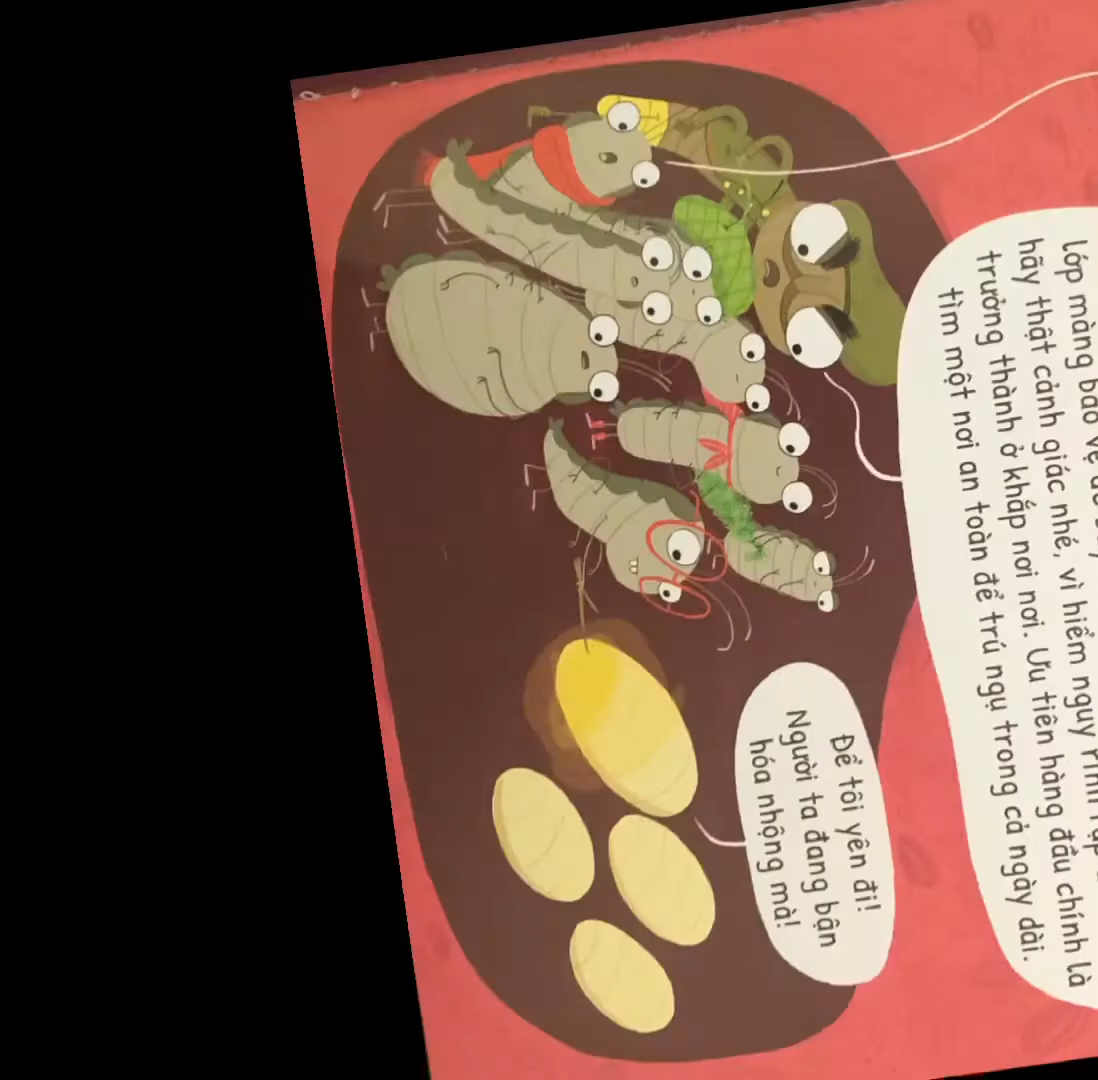 lớp màng bảo vệ
hãy thật cảnh giác nhé, vì hiểm nguy rình rập
trưởng thành ở khắp nơi nơi. Ưu tiên hàng đầu chính là
tìm một nơi an toàn để trú ngụ trong cả ngày dài.
Để tôi yên đi!
Người ta đang bận
hóa nhộng mà!